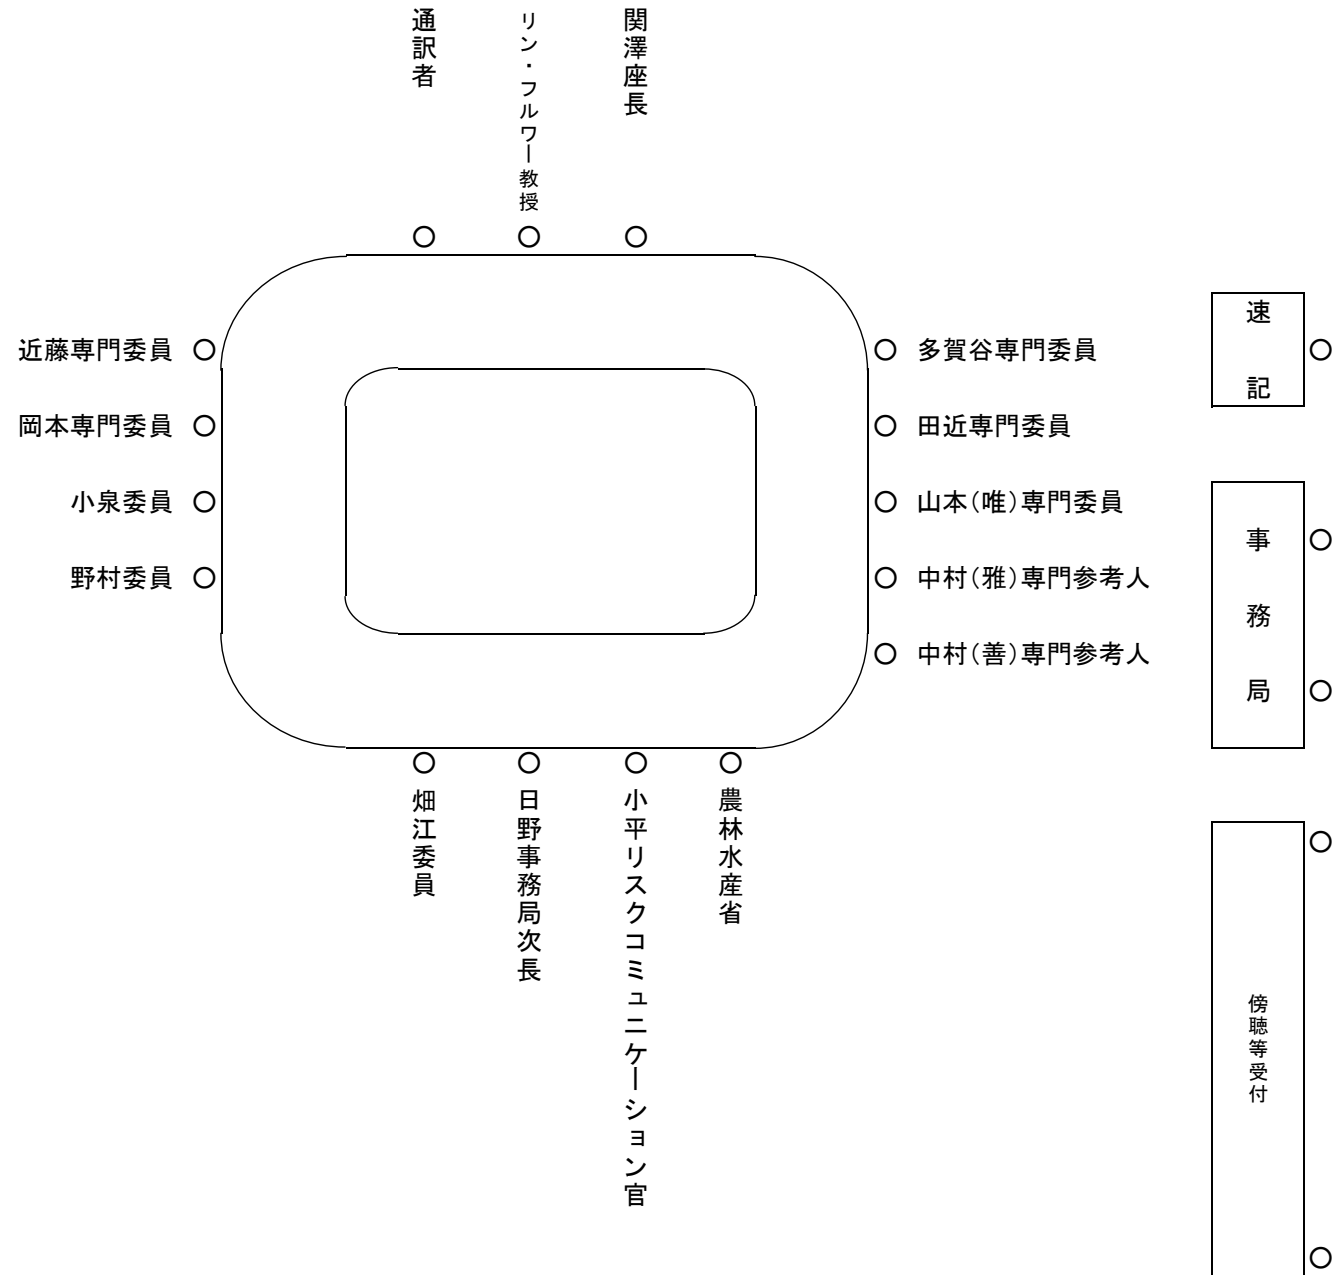 通訳者
リン・フルワー教授
関澤座長
近藤専門委員
岡本専門委員
小泉委員
野村委員
多賀谷専門委員
田近専門委員
山本（唯）専門委員
中村（雅）専門参考人
中村（善）専門参考人
畑江委員
日野事務局次長
小平リスクコミュニケーション官
農林水産省
速記
事務局
傍聴等受付